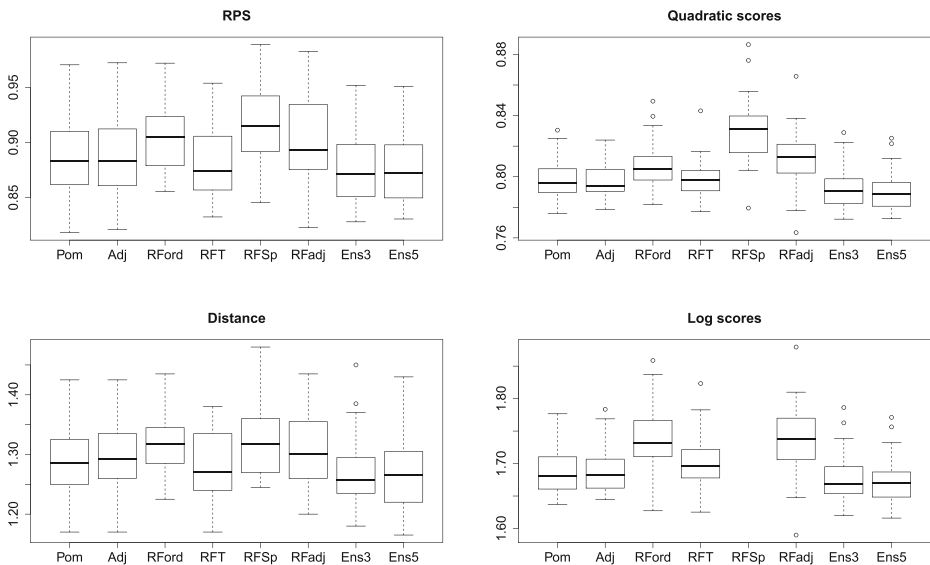 RPS
0.95
0.90
0.85
Pom Adj RFord RFT RFSp RFadj Ens3 Ens5
Quadratic scores
0.88
0.84
0.80
0.76
Pom Adj RFord RFT RFSp RFadj Ens3 Ens5
Distance
1.40
1.30
1.20
Pom Adj RFord RFT RFSp RFadj Ens3 Ens5
Log scores
1.80
1.70
1.60
Pom Adj RFord RFT RFSp RFadj Ens3 Ens5